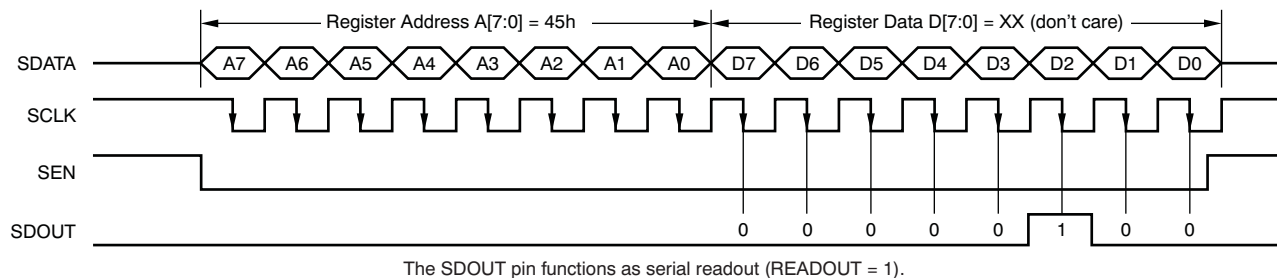 Register Address A[7:0] = 45h Register Data D[7:0] = XX (don't care)
SDATA A7 A6 A5 A4 A3 A2 A1 A0 D7 D6 D5 D4 D3 D2 D1 D0
SCLK
SEN
SDOUT 0 0 0 0 0 1 0 0
The SDOUT pin functions as serial readout (READOUT = 1).